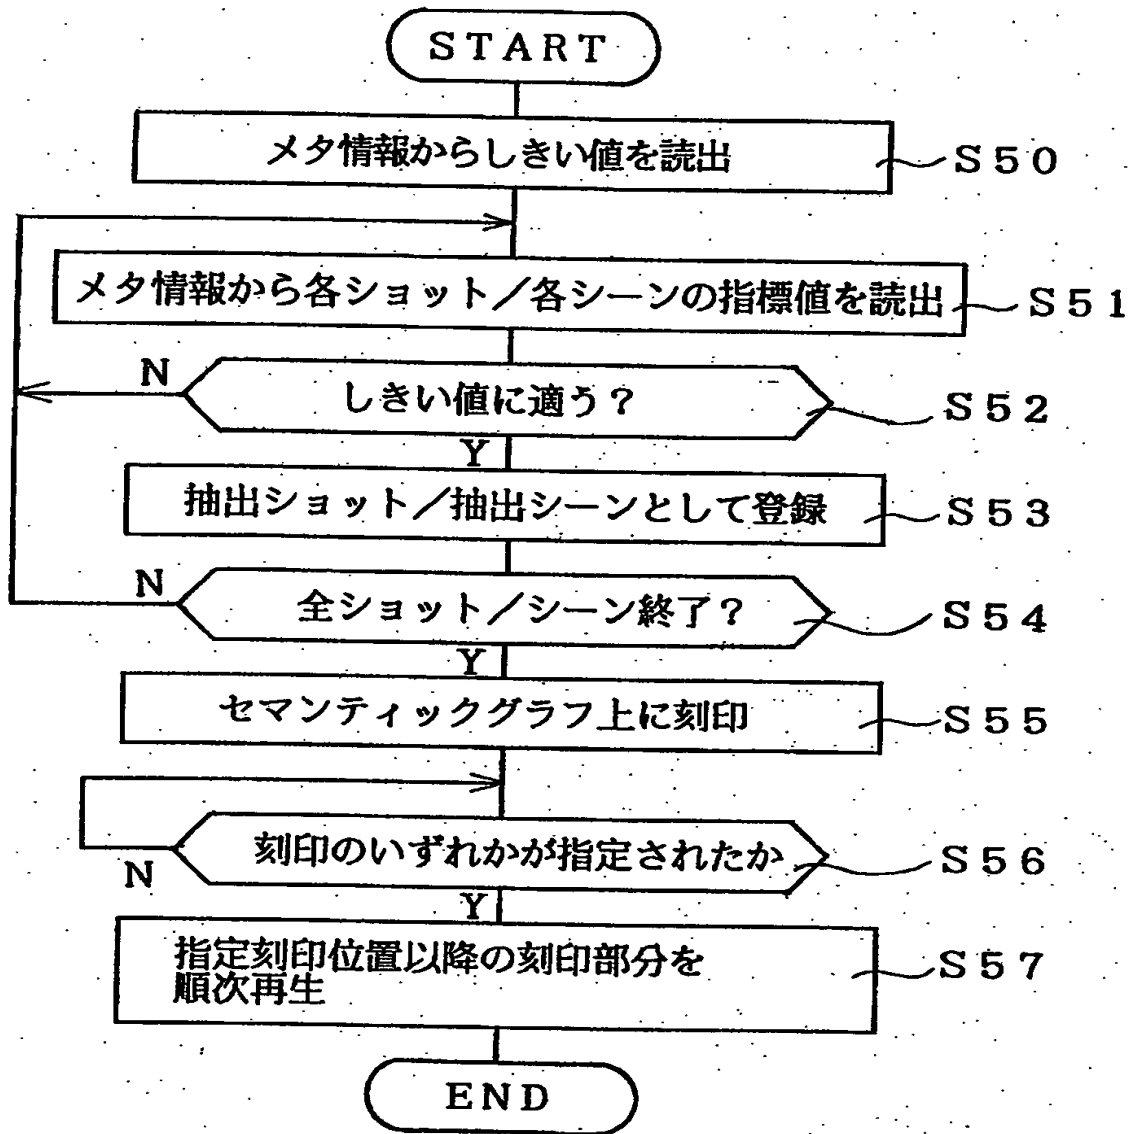 START
メタ情報からしきい値を読出
S50
メタ情報から各ショット/各シーンの指標値を読出
S51
N
しきい値に適う?
S52
Y
抽出ショット/抽出シーンとして登録
S53
N
全ショット/シーン終了?
S54
Y
セマンティックグラフ上に刻印
S55
刻印のいずれかが指定されたか
S56
N
Y
指定刻印位置以降の刻印部分を
順次再生
S57
END